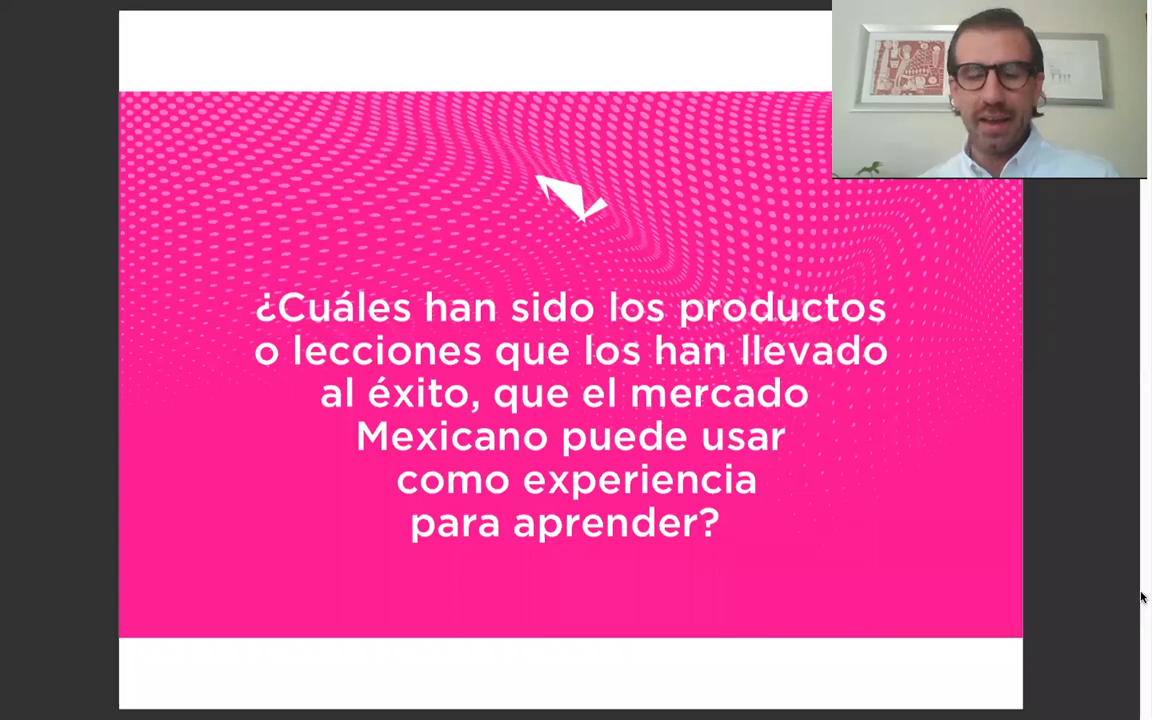 ¿Cuáles han sido los productos
o lecciones que los han llevado
al éxito, que el mercado
Mexicano puede usar
como experiencia
para aprender?